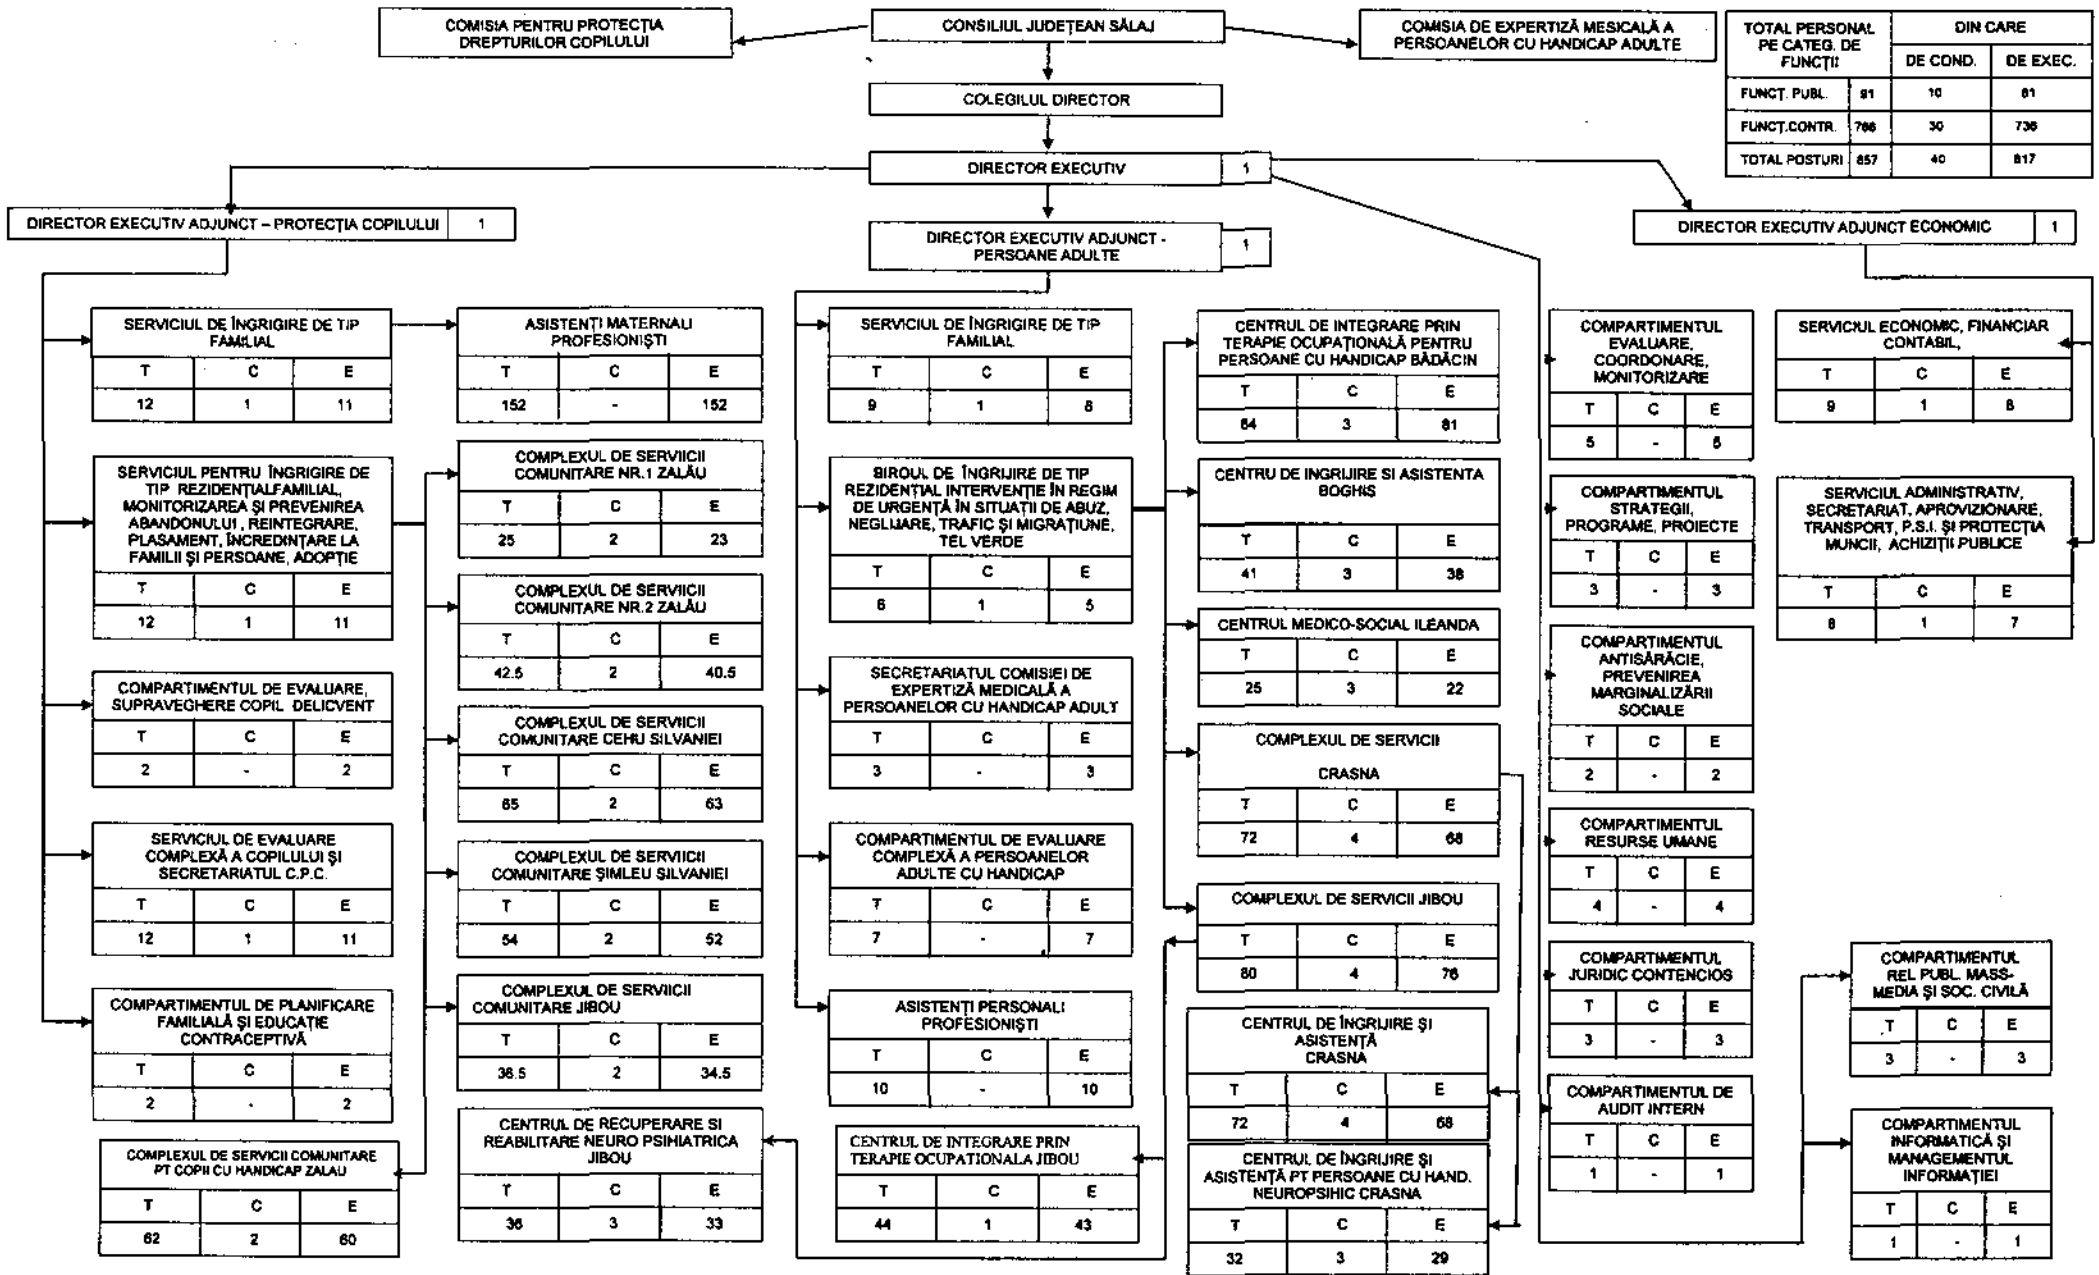 COMISIA PENTRU PROTECȚIA
DREPTURILOR COPILULUI
CONSILIUL JUDEȚEAN SĂLAJ
COMISIA DE EXPERTIZĂ MESICALĂ A
PERSOANELOR CU HANDICAP ADULTE
TOTAL PERSONAL
PE CATEG. DE
FUNCȚII
DIN CARE
DE COND. DE EXEC.
FUNCȚ. PUBL. 91 10 81
FUNCȚ.CONTR. 766 30 736
TOTAL POSTURI 857 40 817
COLEGILUL DIRECTOR
DIRECTOR EXECUTIV 1
DIRECTOR EXECUTIV ADJUNCT – PROTECȚIA COPILULUI 1
DIRECTOR EXECUTIV ADJUNCT -
PERSOANE ADULTE
1
DIRECTOR EXECUTIV ADJUNCT ECONOMIC 1
SERVICIUL DE ÎNGRIGIRE DE TIP
FAMILIAL
T C E
12 1 11
SERVICIUL PENTRU ÎNGRIGIRE DE
TIP REZIDENȚIALFAMILIAL,
MONITORIZAREA ȘI PREVENIREA
ABANDONULUI, REINTEGRARE,
PLASAMENT, ÎNCREDINȚARE LA
FAMILII ȘI PERSOANE, ADOPȚIE
T C E
12 1 11
COMPARTIMENTUL DE EVALUARE,
SUPRAVEGHERE COPIL DELICVENT
T C E
2 - 2
SERVICIUL DE EVALUARE
COMPLEXĂ A COPILULUI ȘI
SECRETARIATUL C.P.C.
T C E
12 1 11
COMPARTIMENTUL DE PLANIFICARE
FAMILIALĂ ȘI EDUCAȚIE
CONTRACEPTIVĂ
T C E
2 - 2
COMPLEXUL DE SERVICII COMUNITARE
PT COPII CU HANDICAP ZALAU
T C E
62 2 60
ASISTENȚI MATERNALI
PROFESIONIȘTI
T C E
152 - 152
COMPLEXUL DE SERVIICII
COMUNITARE NR.1 ZALĂU
T C E
25 2 23
COMPLEXUL DE SERVIICII
COMUNITARE NR.2 ZALĂU
T C E
42.5 2 40.5
COMPLEXUL DE SERVIICII
COMUNITARE CEHU SILVANIEI
T C E
65 2 63
COMPLEXUL DE SERVIICII
COMUNITARE ȘIMLEU SILVANIEI
T C E
54 2 52
COMPLEXUL DE SERVIICII
COMUNITARE JIBOU
T C E
36.5 2 34.5
CENTRUL DE RECUPERARE SI
REABILITARE NEURO PSIHIATRICA
JIBOU
T C E
36 3 33
SERVICIUL DE ÎNGRIGIRE DE TIP
FAMILIAL
T C E
9 1 8
BIROUL DE ÎNGRIJIRE DE TIP
REZIDENȚIAL INTERVENȚIE ÎN REGIM
DE URGENȚĂ ÎN SITUAȚII DE ABUZ,
NEGLIJARE, TRAFIC ȘI MIGRAȚIUNE,
TEL VERDE
T C E
6 1 5
SECRETARIATUL COMISIEI DE
EXPERTIZĂ MEDICALĂ A
PERSOANELOR CU HANDICAP ADULT
T C E
3 - 3
COMPARTIMENTUL DE EVALUARE
COMPLEXĂ A PERSOANELOR
ADULTE CU HANDICAP
T C E
7 - 7
ASISTENȚI PERSONALI
PROFESIONIȘTI
T C E
10 - 10
CENTRUL DE INTEGRARE PRIN
TERAPIE OCUPATIONALA JIBOU
T C E
44 1 43
CENTRUL DE INTEGRARE PRIN
TERAPIE OCUPAȚIONALĂ PENTRU
PERSOANE CU HANDICAP BĂDĂCIN
T C E
84 3 81
CENTRU DE INGRIJIRE SI ASISTENTA
BOGHIS
T C E
41 3 38
CENTRUL MEDICO-SOCIAL ILEANDA
T C E
25 3 22
COMPLEXUL DE SERVICII
CRASNA
T C E
72 4 68
COMPLEXUL DE SERVICII JIBOU
T C E
80 4 76
CENTRUL DE ÎNGRIJIRE ȘI
ASISTENȚĂ
CRASNA
T C E
72 4 68
CENTRUL DE ÎNGRIJIRE ȘI
ASISTENȚĂ PT PERSOANE CU HAND.
NEUROPSIHIC CRASNA
T C E
32 3 29
COMPARTIMENTUL
EVALUARE,
COORDONARE,
MONITORIZARE
T C E
5 - 5
COMPARTIMENTUL
STRATEGII,
PROGRAME, PROIECTE
T C E
3 - 3
COMPARTIMENTUL
ANTISĂRĂCIE,
PREVENIREA
MARGINALIZĂRII
SOCIALE
T C E
2 - 2
COMPARTIMENTUL
RESURSE UMANE
T C E
4 - 4
COMPARTIMENTUL
JURIDIC CONTENCIOS
T C E
3 - 3
COMPARTIMENTUL DE
AUDIT INTERN
T C E
1 - 1
SERVICIUL ECONOMIC, FINANCIAR
CONTABIL,
T C E
9 1 8
SERVICIUL ADMINISTRATIV,
SECRETARIAT, APROVIZIONARE,
TRANSPORT, P.S.I. ȘI PROTECȚIA
MUNCII, ACHIZIȚII PUBLICE
T C E
8 1 7
COMPARTIMENTUL
REL PUBL. MASS-
MEDIA ȘI SOC. CIVILĂ
T C E
3 - 3
COMPARTIMENTUL
INFORMATICĂ ȘI
MANAGEMENTUL
INFORMAȚIEI
T C E
1 - 1